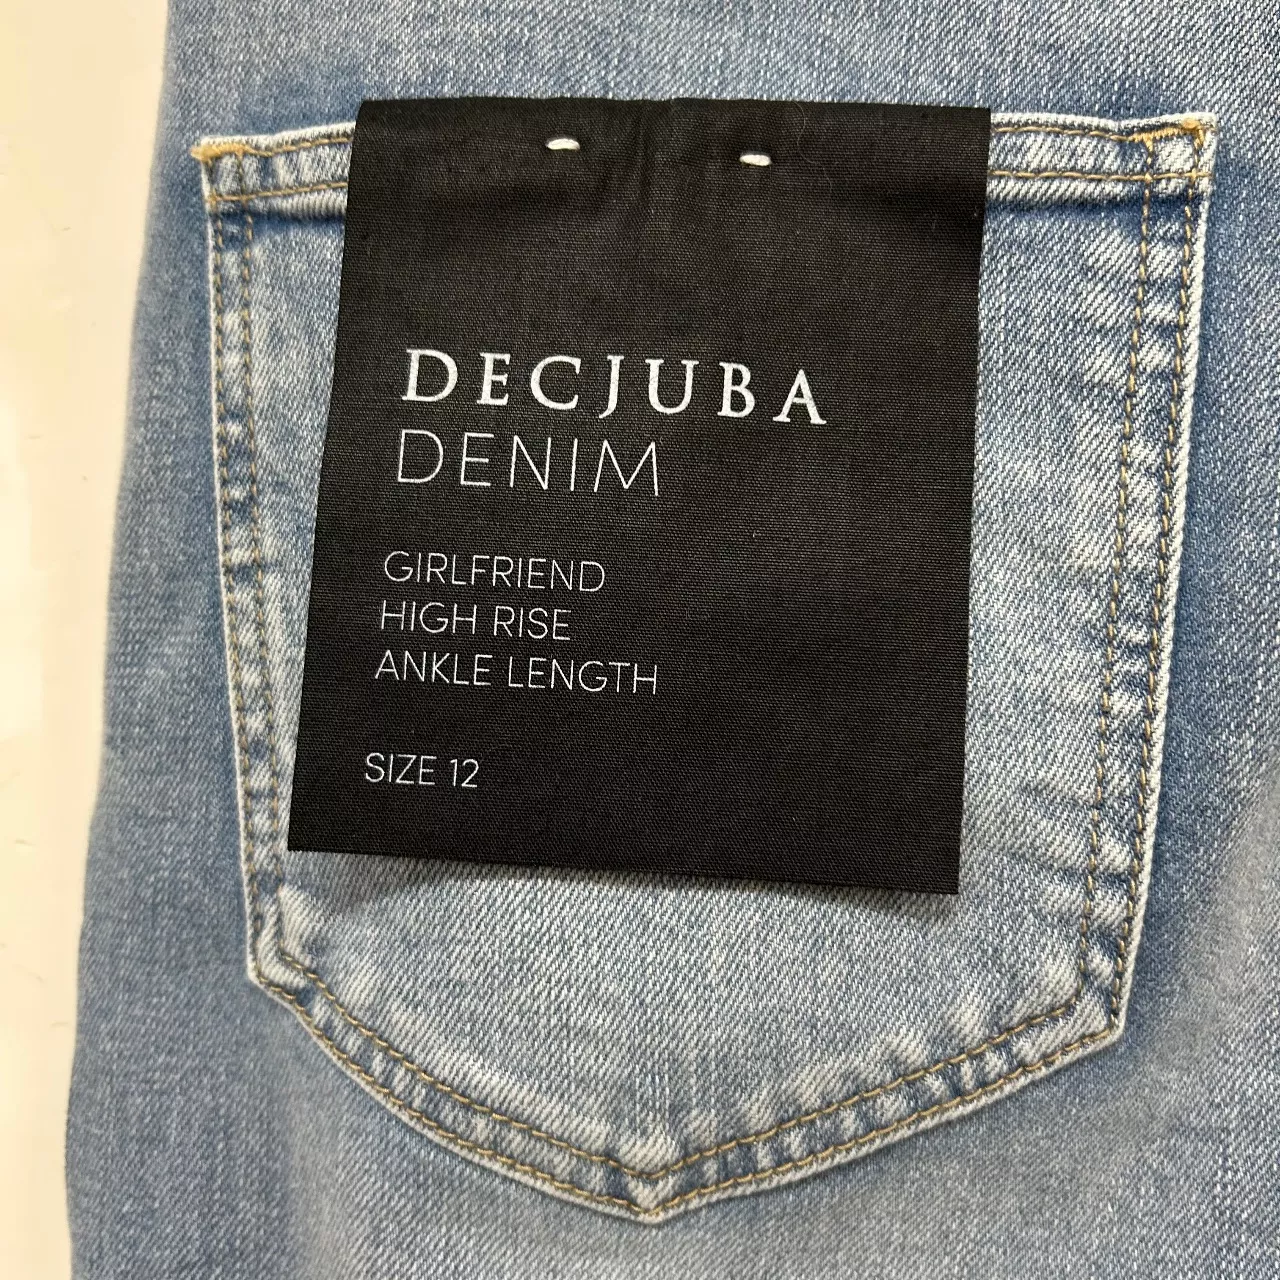 DECJUBA
DENIM
GIRLFRIEND
HIGH RISE
ANKLE LENGTH
SIZE 12